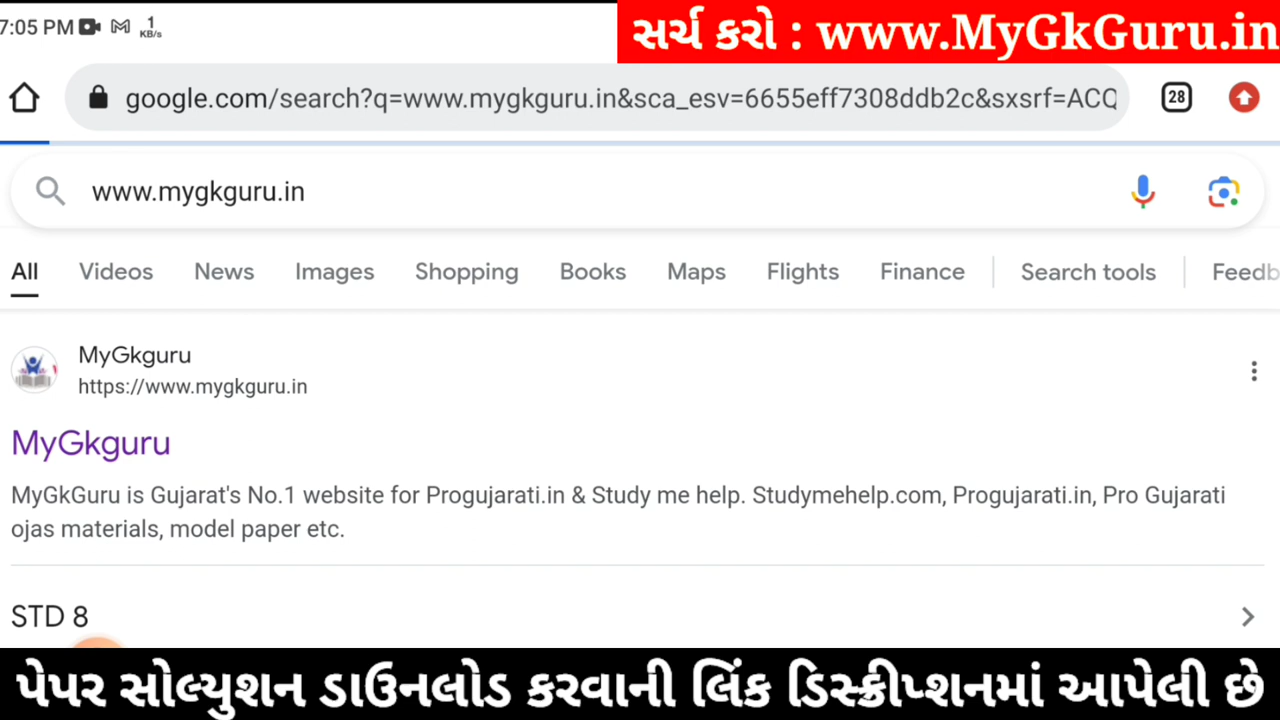 7:05 PM 1 KB/s
સર્ચ કરો : www.MyGkGuru.in
google.com/search?q=www.mygkguru.in&sca_esv=6655eff7308ddb2c&sxsrf=ACQ
28
www.mygkguru.in
All Videos News Images Shopping Books Maps Flights Finance Search tools Feedb
MyGkguru
https://www.mygkguru.in
MyGkguru
MyGkGuru is Gujarat's No.1 website for Progujarati.in & Study me help. Studymehelp.com, Progujarati.in, Pro Gujarati
ojas materials, model paper etc.
STD 8
પેપર સોલ્યુશન ડાઉનલોડ કરવાની લિંક ડિસ્ક્રીપ્શનમાં આપેલી છે